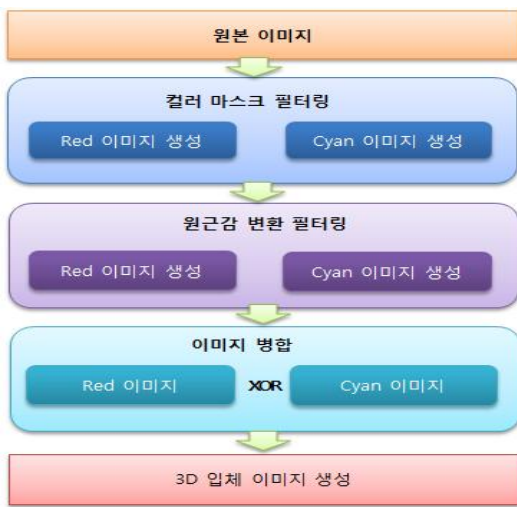 원본 이미지
컬러 마스크 필터링
Red 이미지 생성 Cyan 이미지 생성
원근감 변환 필터링
Red 이미지 생성 Cyan 이미지 생성
이미지 병합
Red 이미지 XOR Cyan 이미지
3D 입체 이미지 생성